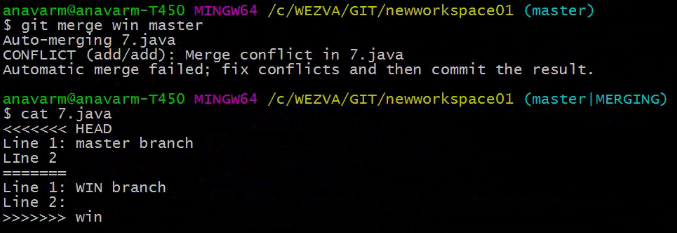 anavarm@anavarm-T450 MINGW64 /c/WEZVA/GIT/newworkspace01 (master)
$ git merge win master
Auto-merging 7.java
CONFLICT (add/add): Merge conflict in 7.java
Automatic merge failed; fix conflicts and then commit the result.
anavarm@anavarm-T450 MINGW64 /c/WEZVA/GIT/newworkspace01 (master|MERGING)
$ cat 7.java
<<<<<<< HEAD
Line 1: master branch
LIne 2
=======
Line 1: WIN branch
Line 2:
>>>>>>> win